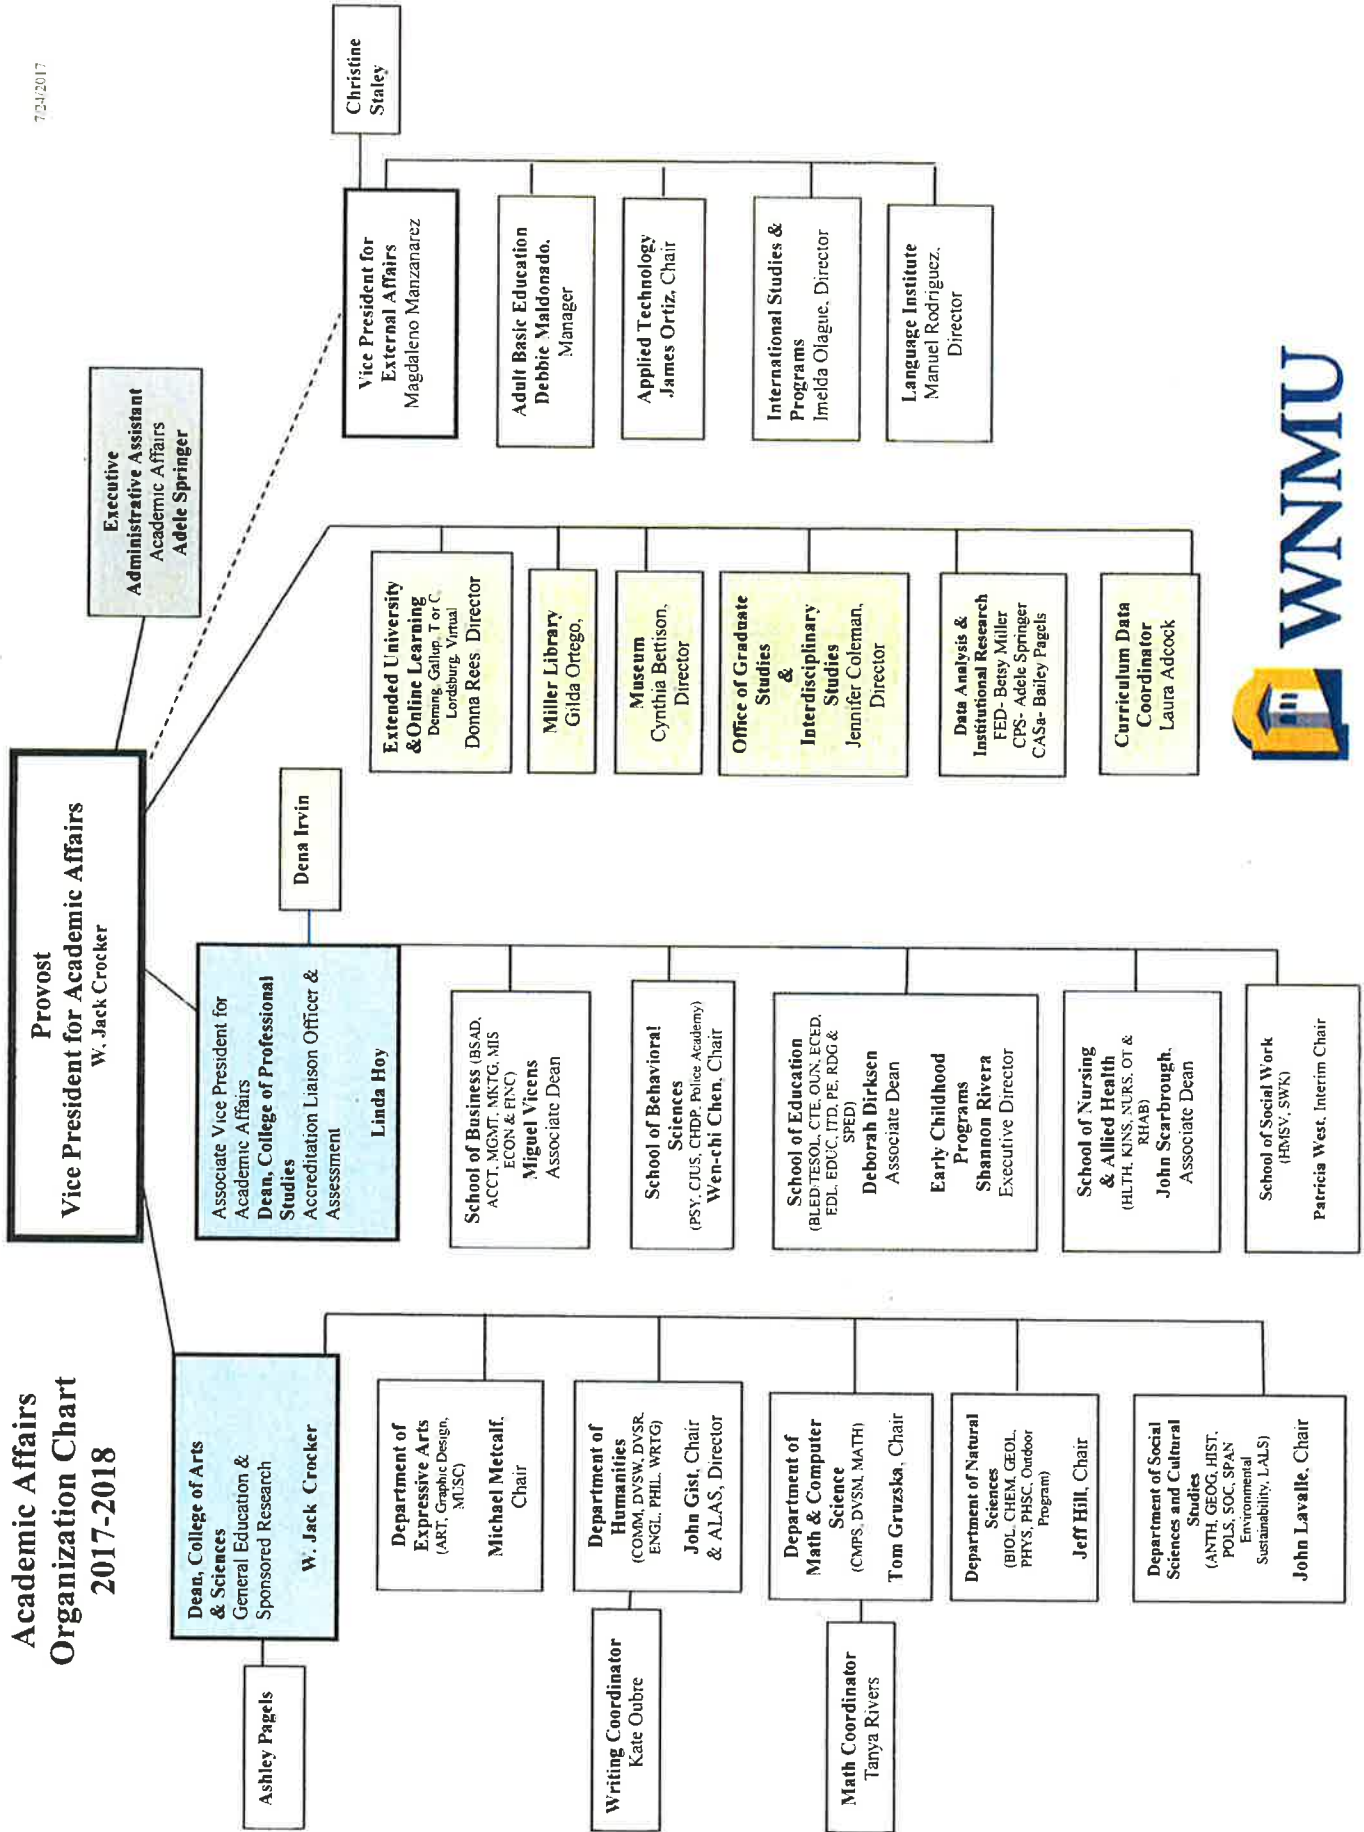 Academic Affairs
Organization Chart
2017-2018
7/24/2017
Provost
Vice President for Academic Affairs
W. Jack Crocker
Executive
Administrative Assistant
Academic Affairs
Adele Springer
Ashley Pagels
Dean, College of Arts
& Sciences
General Education &
Sponsored Research
W. Jack Crocker
Department of
Expressive Arts
(ART, Graphic Design,
MUSC)
Michael Metcalf,
Chair
Department of
Humanities
(COMM, DVSW, DVSR,
ENGL, PHIL, WRTG)
John Gist, Chair
& ALAS, Director
Writing Coordinator
Kate Oubre
Department of
Math & Computer
Science
(CMPS, DVSM, MATH)
Tom Gruzska, Chair
Math Coordinator
Tanya Rivers
Department of Natural
Sciences
(BIOL, CHEM, GEOL,
PHYS, PHSC, Outdoor
Program)
Jeff Hill, Chair
Department of Social
Sciences and Cultural
Studies
(ANTH, GEOG, HIST,
POLS, SOC, SPAN
Environmental
Sustainability, LALS)
John Lavalle, Chair
Associate Vice President for
Academic Affairs
Dean, College of Professional
Studies
Accreditation Liaison Officer &
Assessment
Linda Hoy
Dena Irvin
School of Business (BSAD,
ACCT, MGMT, MKTG, MIS
ECON & FINC)
Miguel Vicens
Associate Dean
School of Behavioral
Sciences
(PSY, CJUS, CHDP, Police Academy)
Wen-chi Chen, Chair
School of Education
(BLED/TESOL, CTE, OUN, ECED,
EDL, EDUC, ITD, PE, RDG &
SPED)
Deborah Dirksen
Associate Dean
Early Childhood
Programs
Shannon Rivera
Executive Director
School of Nursing
& Allied Health
(HLTH, KINS, NURS, OT &
RHAB)
John Scarbrough,
Associate Dean
School of Social Work
(HMSV, SWK)
Patricia West, Interim Chair
Extended University
&Online Learning
Deming, Gallup, T or C,
Lordsburg, Virtual
Donna Rees, Director
Miller Library
Gilda Ortego,
Museum
Cynthia Bettison,
Director
Office of Graduate
Studies
&
Interdisciplinary
Studies
Jennifer Coleman,
Director
Data Analysis &
Institutional Research
FED- Betsy Miller
CPS- Adele Springer
CASa- Bailey Pagels
Curriculum Data
Coordinator
Laura Adcock
Christine
Staley
Vice President for
External Affairs
Magdaleno Manzanarez
Adult Basic Education
Debbie Maldonado,
Manager
Applied Technology
James Ortiz, Chair
International Studies &
Programs
Imelda Olague, Director
Language Institute
Manuel Rodriguez,
Director
WNMU